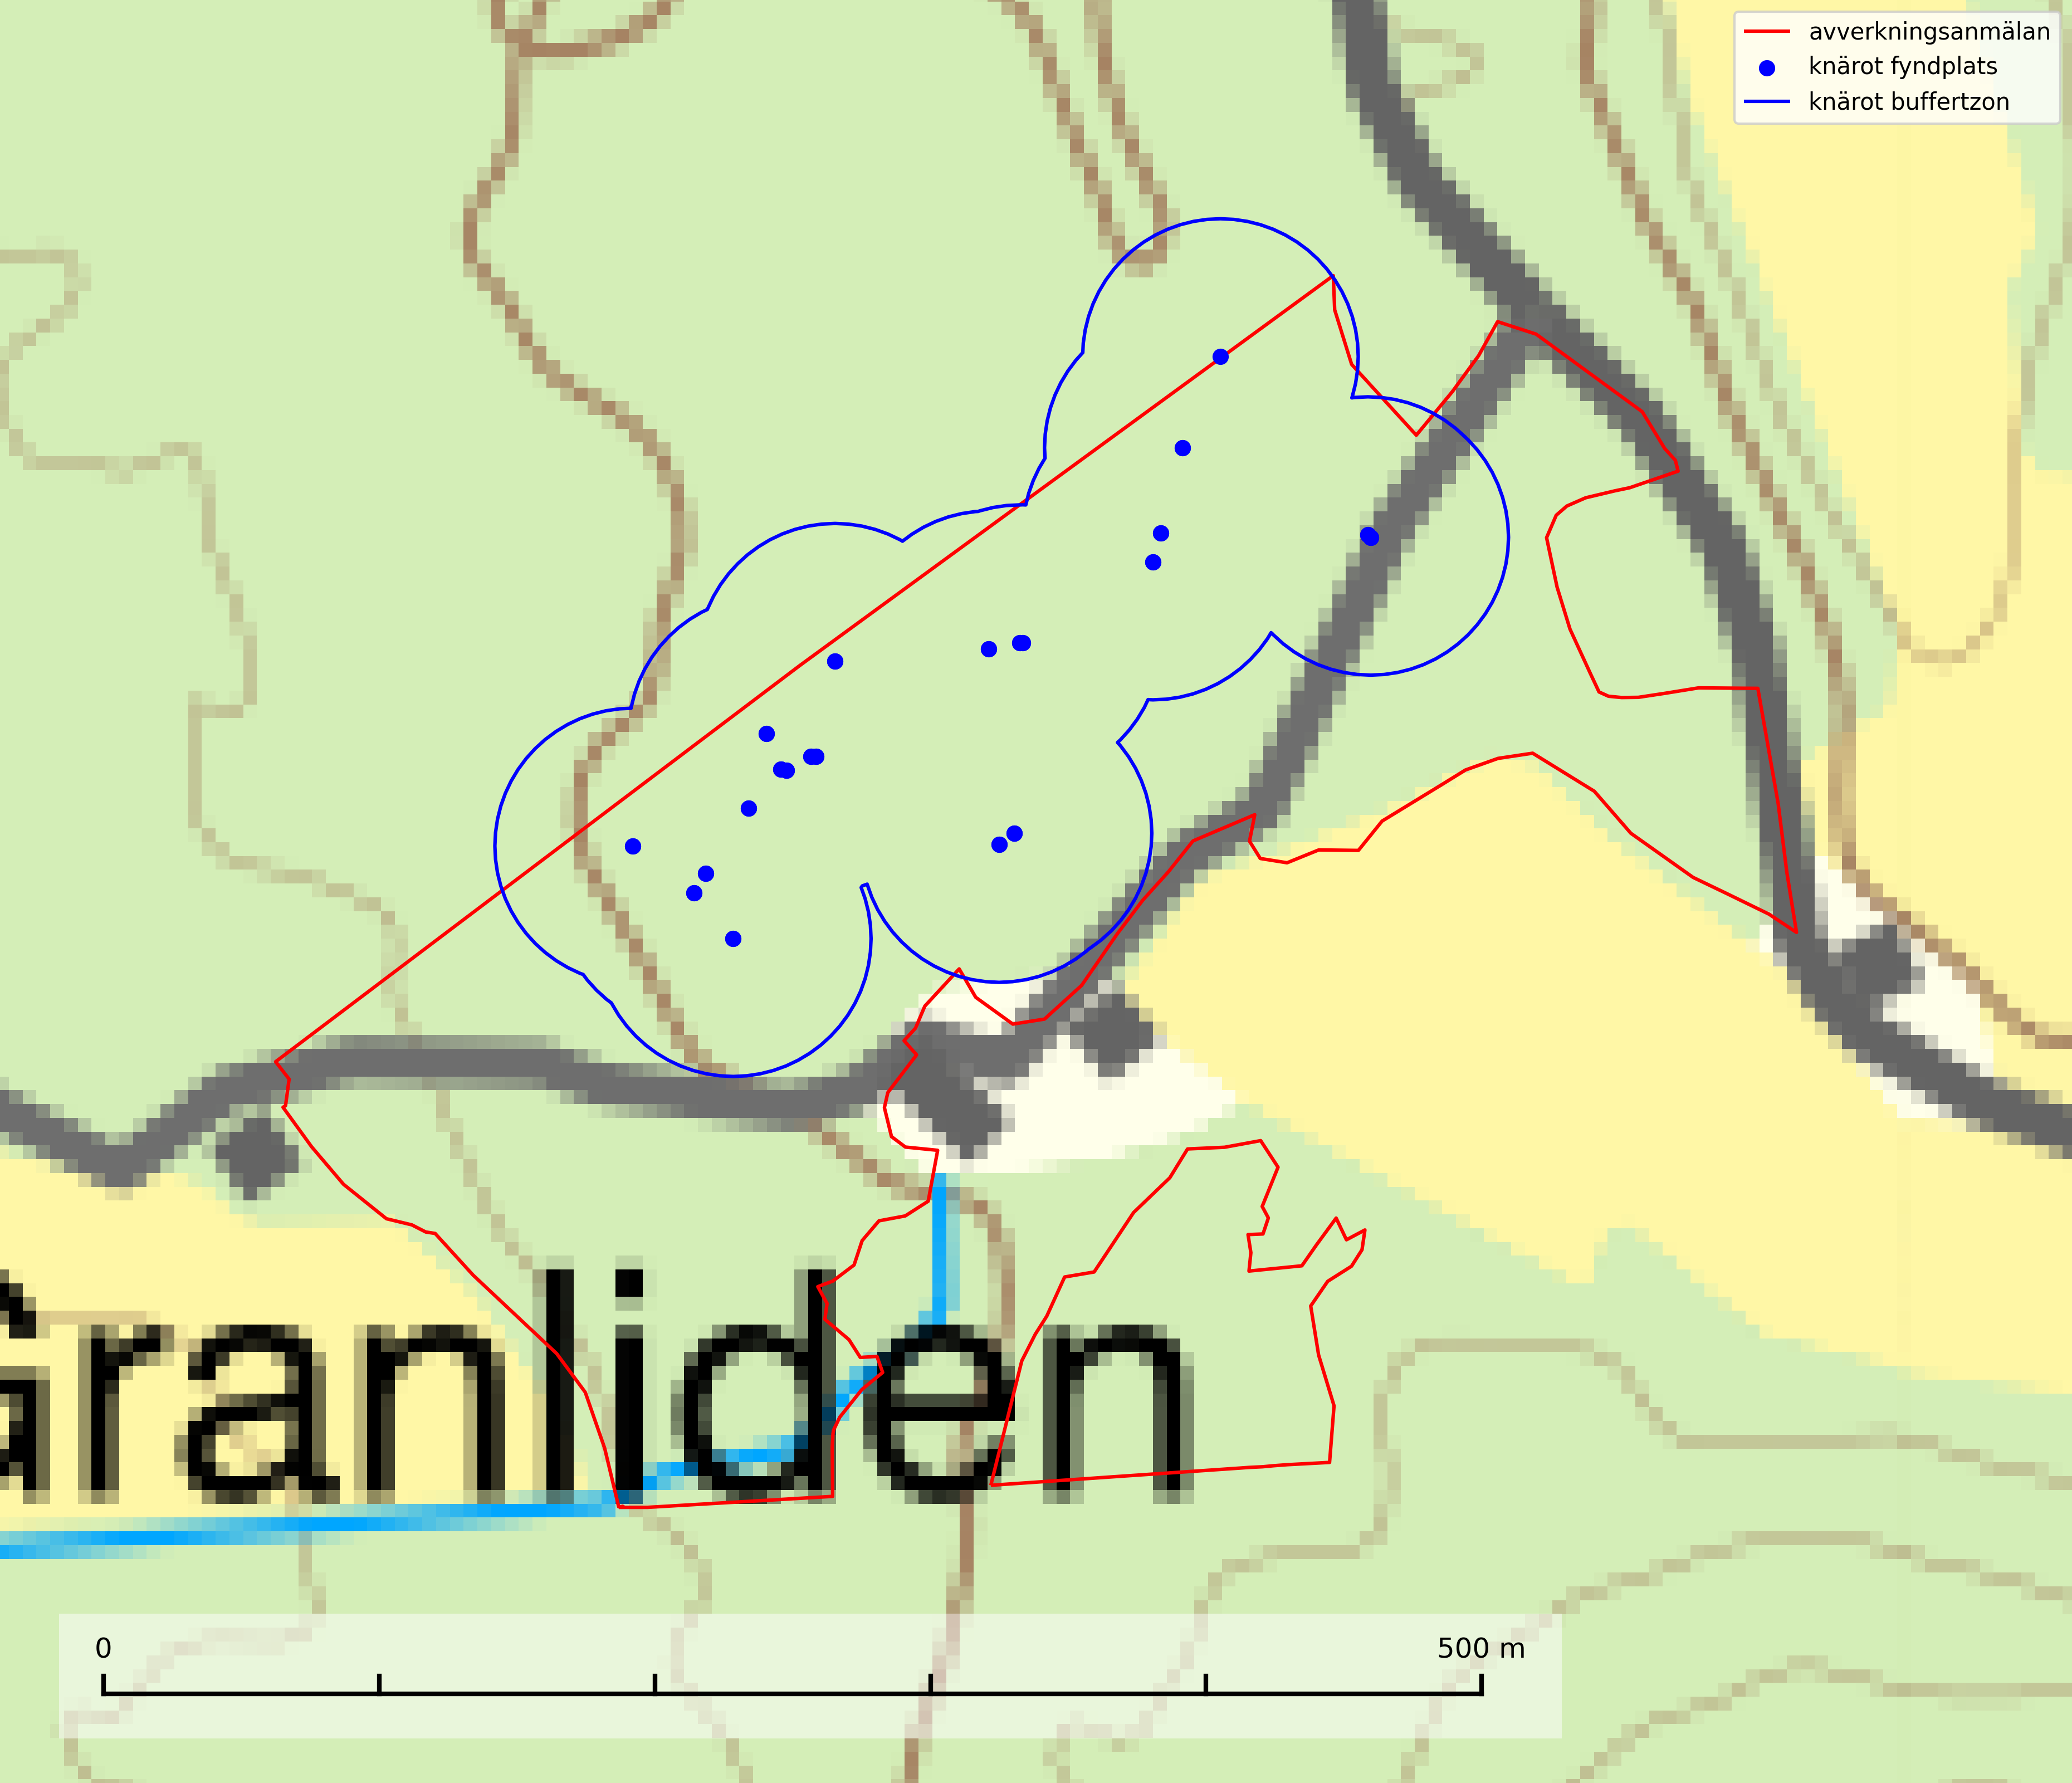 avverkningsanmälan
knärot fyndplats
knärot buffertzon
ranliden
0 500 m